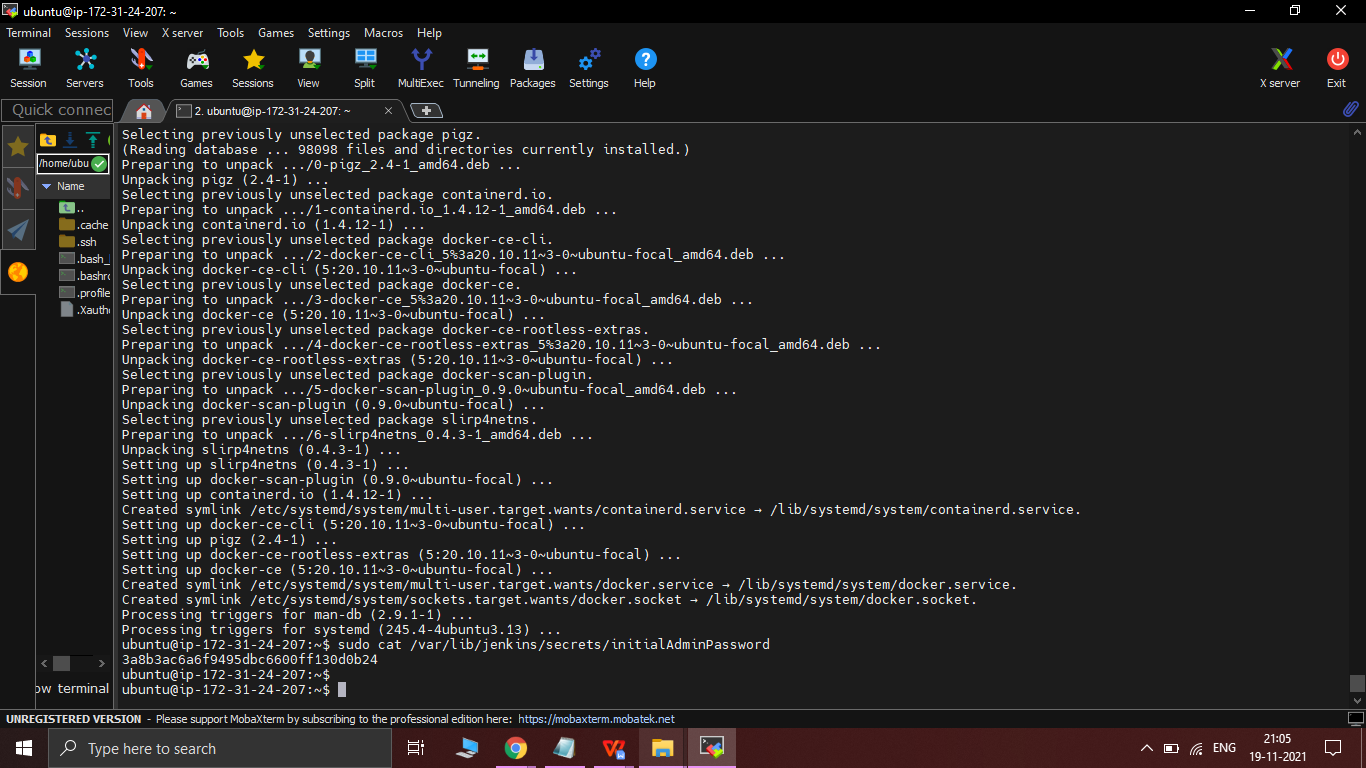 ubuntu@ip-172-31-24-207: ~
Terminal Sessions View X server Tools Games Settings Macros Help
Session Servers Tools Games Sessions View Split MultiExec Tunneling Packages Settings Help X server Exit
Quick connec
2. ubuntu@ip-172-31-24-207: ~
/home/ubu
Name
..
.cache
.ssh
.bash_
.bashrc
.profile
.Xautho
ow terminal
Selecting previously unselected package pigz.
(Reading database ... 98098 files and directories currently installed.)
Preparing to unpack .../0-pigz_2.4-1_amd64.deb ...
Unpacking pigz (2.4-1) ...
Selecting previously unselected package containerd.io.
Preparing to unpack .../1-containerd.io_1.4.12-1_amd64.deb ...
Unpacking containerd.io (1.4.12-1) ...
Selecting previously unselected package docker-ce-cli.
Preparing to unpack .../2-docker-ce-cli_5%3a20.10.11~3-0~ubuntu-focal_amd64.deb ...
Unpacking docker-ce-cli (5:20.10.11~3-0~ubuntu-focal) ...
Selecting previously unselected package docker-ce.
Preparing to unpack .../3-docker-ce_5%3a20.10.11~3-0~ubuntu-focal_amd64.deb ...
Unpacking docker-ce (5:20.10.11~3-0~ubuntu-focal) ...
Selecting previously unselected package docker-ce-rootless-extras.
Preparing to unpack .../4-docker-ce-rootless-extras_5%3a20.10.11~3-0~ubuntu-focal_amd64.deb ...
Unpacking docker-ce-rootless-extras (5:20.10.11~3-0~ubuntu-focal) ...
Selecting previously unselected package docker-scan-plugin.
Preparing to unpack .../5-docker-scan-plugin_0.9.0~ubuntu-focal_amd64.deb ...
Unpacking docker-scan-plugin (0.9.0~ubuntu-focal) ...
Selecting previously unselected package slirp4netns.
Preparing to unpack .../6-slirp4netns_0.4.3-1_amd64.deb ...
Unpacking slirp4netns (0.4.3-1) ...
Setting up slirp4netns (0.4.3-1) ...
Setting up docker-scan-plugin (0.9.0~ubuntu-focal) ...
Setting up containerd.io (1.4.12-1) ...
Created symlink /etc/systemd/system/multi-user.target.wants/containerd.service → /lib/systemd/system/containerd.service.
Setting up docker-ce-cli (5:20.10.11~3-0~ubuntu-focal) ...
Setting up pigz (2.4-1) ...
Setting up docker-ce-rootless-extras (5:20.10.11~3-0~ubuntu-focal) ...
Setting up docker-ce (5:20.10.11~3-0~ubuntu-focal) ...
Created symlink /etc/systemd/system/multi-user.target.wants/docker.service → /lib/systemd/system/docker.service.
Created symlink /etc/systemd/system/sockets.target.wants/docker.socket → /lib/systemd/system/docker.socket.
Processing triggers for man-db (2.9.1-1) ...
Processing triggers for systemd (245.4-4ubuntu3.13) ...
ubuntu@ip-172-31-24-207:~$ sudo cat /var/lib/jenkins/secrets/initialAdminPassword
3a8b3ac6a6f9495dbc6600ff130d0b24
ubuntu@ip-172-31-24-207:~$
ubuntu@ip-172-31-24-207:~$
UNREGISTERED VERSION - Please support MobaXterm by subscribing to the professional edition here: https://mobaxterm.mobatek.net
Type here to search
ENG
21:05
19-11-2021